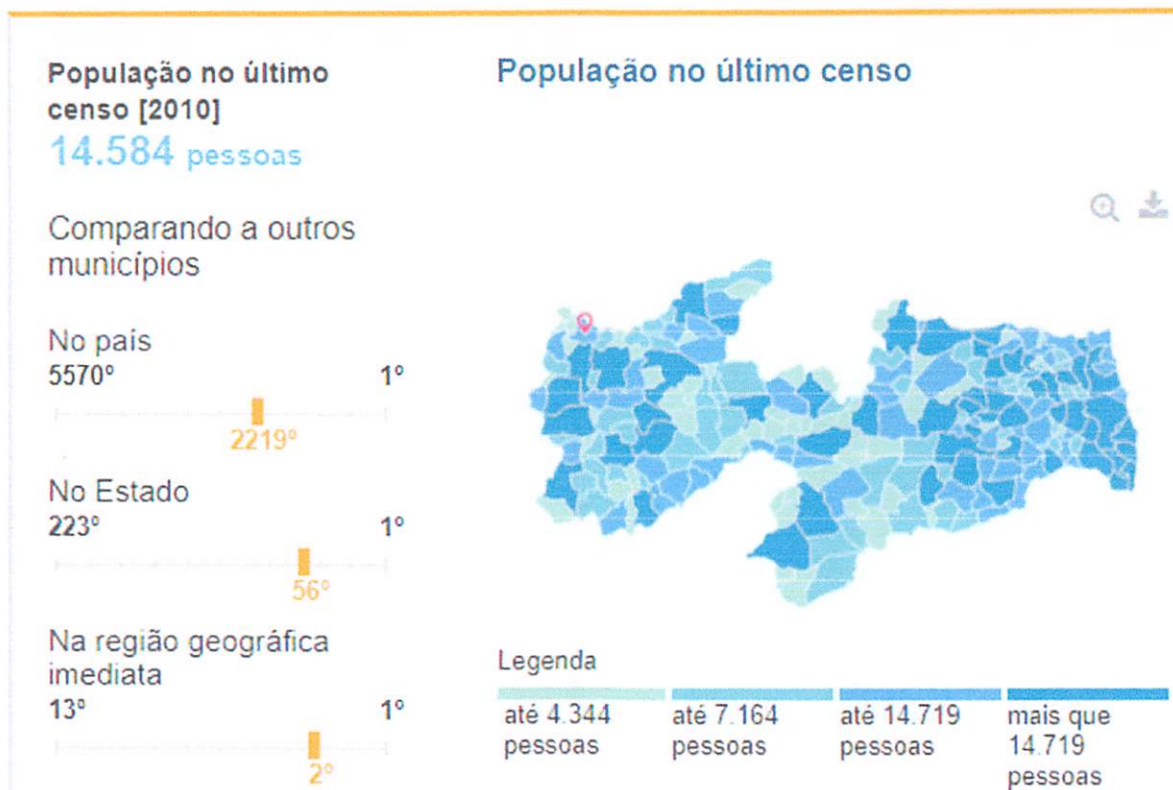 População no último
censo [2010]
14.584 pessoas
Comparando a outros
municípios
No país
5570º 1º
2219º
No Estado
223º 1º
56º
Na região geográfica
imediata
13º 1º
2º
População no último censo
Legenda
até 4.344
pessoas
até 7.164
pessoas
até 14.719
pessoas
mais que
14.719
pessoas